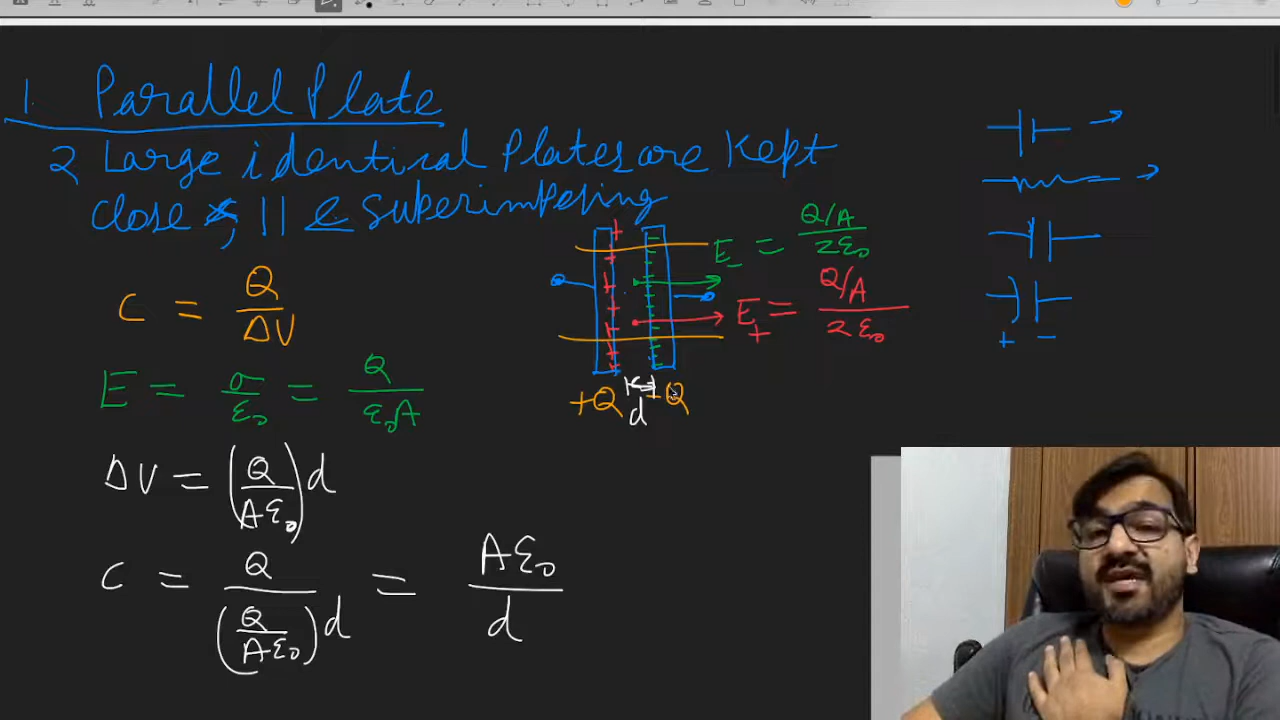 1. Parallel Plate
2 Large identical Plates are Kept
close &, || & Superimposing
C = Q / ΔV
E = σ / ε₀ = Q / ε₀A
ΔV = (Q / Aε₀) d
C = Q / (Q / Aε₀) d = Aε₀ / d
+
E₋ = Q/A / 2ε₀
E₊ = Q/A / 2ε₀
+Q d -Q
+ -